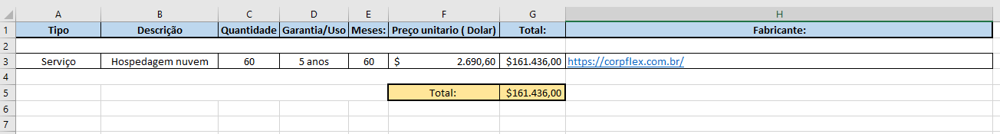 A B C D E F G H
1 Tipo Descrição Quantidade Garantia/Uso Meses: Preço unitario ( Dolar) Total: Fabricante:
2
3 Serviço Hospedagem nuvem 60 5 anos 60 $ 2.690,60 $161.436,00 https://corpflex.com.br/
4
5 Total: $161.436,00
6
7